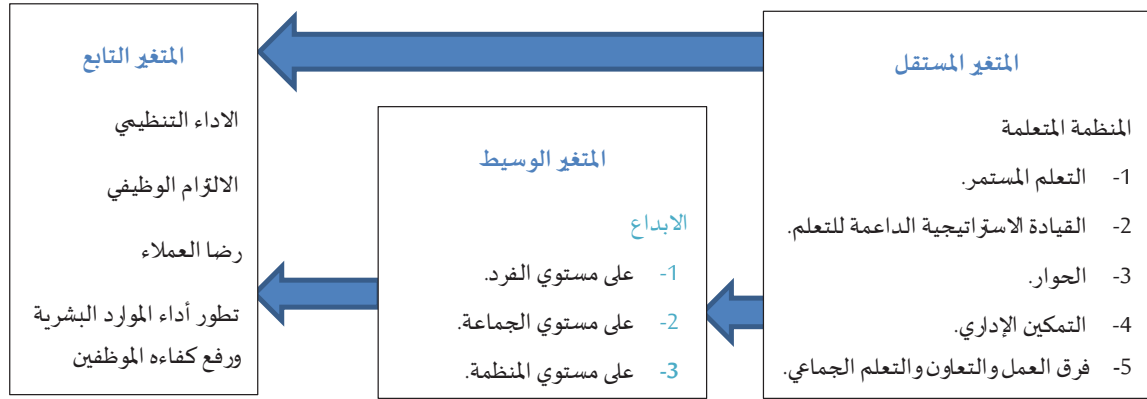 المتغير المستقل
المنظمة المتعلمة
1- التعلم المستمر.
2- القيادة الاستراتيجية الداعمة للتعلم.
3- الحوار.
4- التمكين الإداري.
5- فرق العمل والتعاون والتعلم الجماعي.
المتغير الوسيط
الابداع
1- على مستوي الفرد.
2- على مستوي الجماعة.
3- على مستوي المنظمة.
المتغير التابع
الاداء التنظيمي
الالتزام الوظيفي
رضا العملاء
تطور أداء الموارد البشرية
ورفع كفاءه الموظفين